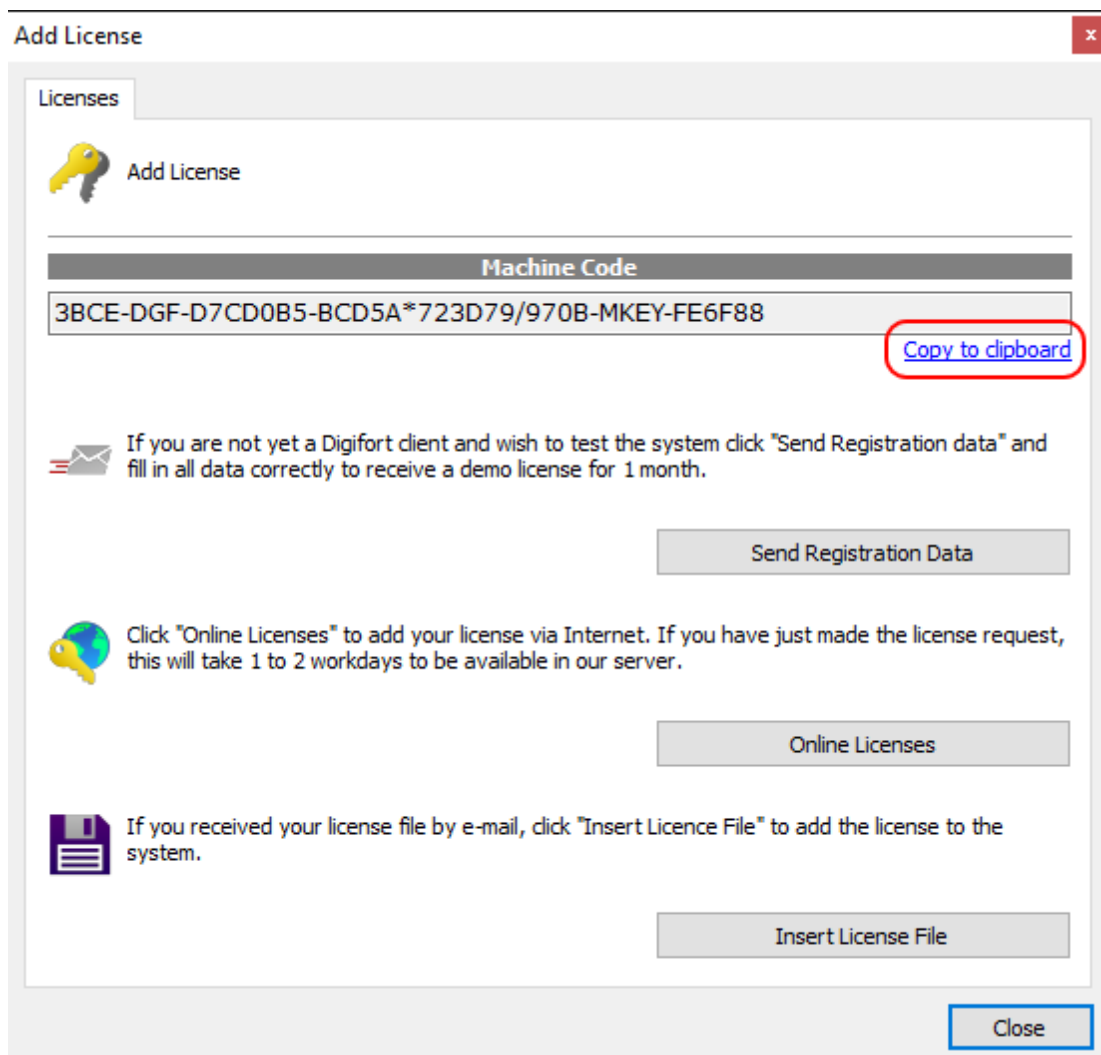 Add License
x
Licenses
Add License
Machine Code
3BCE-DGF-D7CD0B5-BCD5A*723D79/970B-MKEY-FE6F88
Copy to clipboard
If you are not yet a Digifort client and wish to test the system click "Send Registration data" and
fill in all data correctly to receive a demo license for 1 month.
Send Registration Data
Click "Online Licenses" to add your license via Internet. If you have just made the license request,
this will take 1 to 2 workdays to be available in our server.
Online Licenses
If you received your license file by e-mail, click "Insert Licence File" to add the license to the
system.
Insert License File
Close